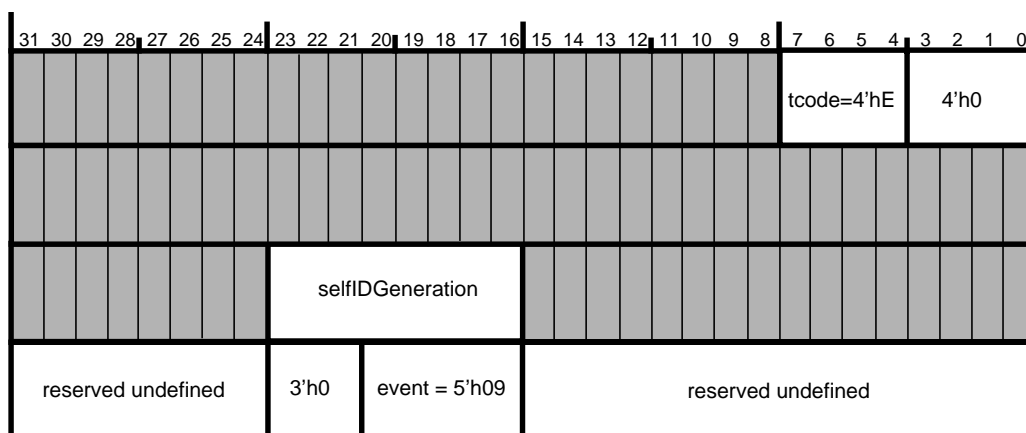 31 30 29 28 27 26 25 24 23 22 21 20 19 18 17 16 15 14 13 12 11 10 9 8 7 6 5 4 3 2 1 0
tcode=4’hE 4’h0
selfIDGeneration
reserved undefined 3’h0 event = 5’h09 reserved undefined